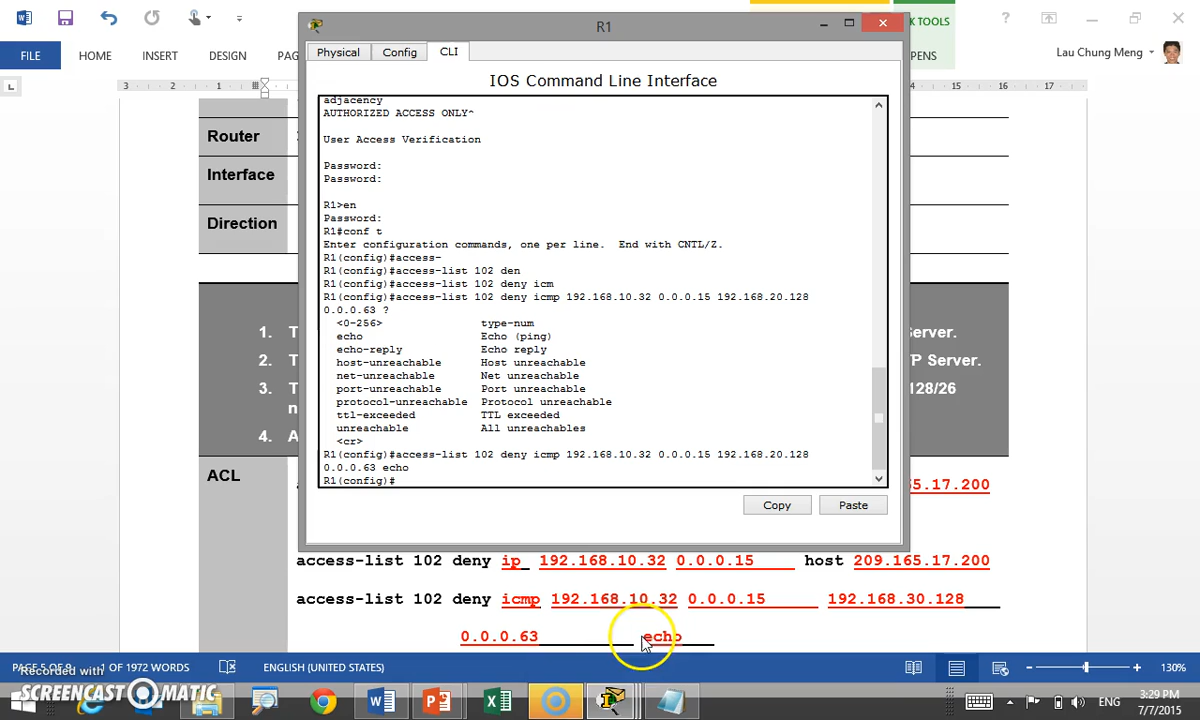 R1
K TOOLS
FILE
HOME
INSERT
DESIGN
PAG
PENS
Lau Chung Meng
Physical
Config
CLI
3 2 1
14 15 16 17
IOS Command Line Interface
adjacency
AUTHORIZED ACCESS ONLY^
User Access Verification
Password:
Password:
R1>en
Password:
R1#conf t
Enter configuration commands, one per line. End with CNTL/Z.
R1(config)#access-
R1(config)#access-list 102 den
R1(config)#access-list 102 deny icm
R1(config)#access-list 102 deny icmp 192.168.10.32 0.0.0.15 192.168.20.128
0.0.0.63 ?
<0-256> type-num
echo Echo (ping)
echo-reply Echo reply
host-unreachable Host unreachable
net-unreachable Net unreachable
port-unreachable Port unreachable
protocol-unreachable Protocol unreachable
ttl-exceeded TTL exceeded
unreachable All unreachables
<cr>
R1(config)#access-list 102 deny icmp 192.168.10.32 0.0.0.15 192.168.20.128
0.0.0.63 echo
R1(config)#
Copy
Paste
Router
Interface
Direction
1. T
Server.
2. T
P Server.
3. T
128/26
n
4. A
ACL
5.17.200
access-list 102 deny ip_ 192.168.10.32 0.0.0.15 host 209.165.17.200
access-list 102 deny icmp 192.168.10.32 0.0.0.15 192.168.30.128
0.0.0.63 echo
1 OF 1972 WORDS
ENGLISH (UNITED STATES)
130%
Recorded with
SCREENCAST-O-MATIC
ENG
3:29 PM
7/7/2015